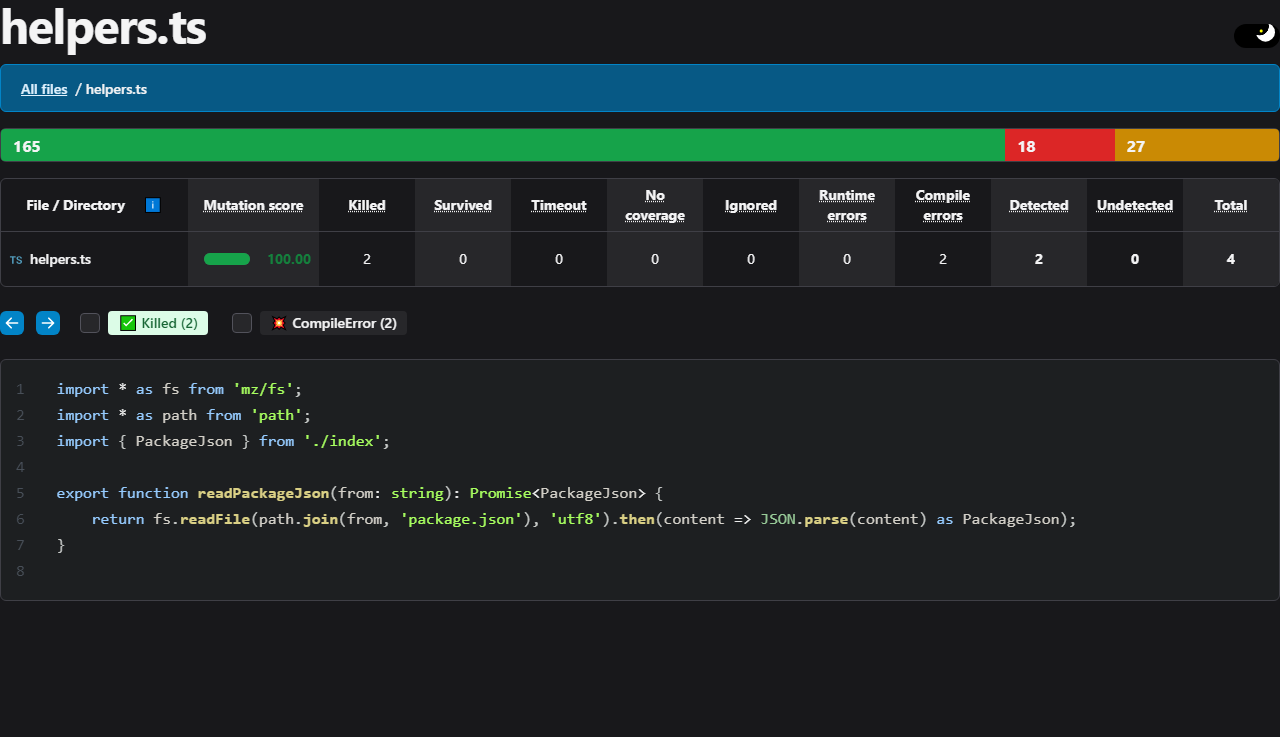 helpers.ts
All files / helpers.ts
165 18 27
File / Directory i Mutation score Killed Survived Timeout No coverage Ignored Runtime errors Compile errors Detected Undetected Total
TS helpers.ts 100.00 2 0 0 0 0 0 2 2 0 4
← → ✅ Killed (2) 💥 CompileError (2)
1 import * as fs from 'mz/fs';
2 import * as path from 'path';
3 import { PackageJson } from './index';
4
5 export function readPackageJson(from: string): Promise<PackageJson> {
6     return fs.readFile(path.join(from, 'package.json'), 'utf8').then(content => JSON.parse(content) as PackageJson);
7 }
8